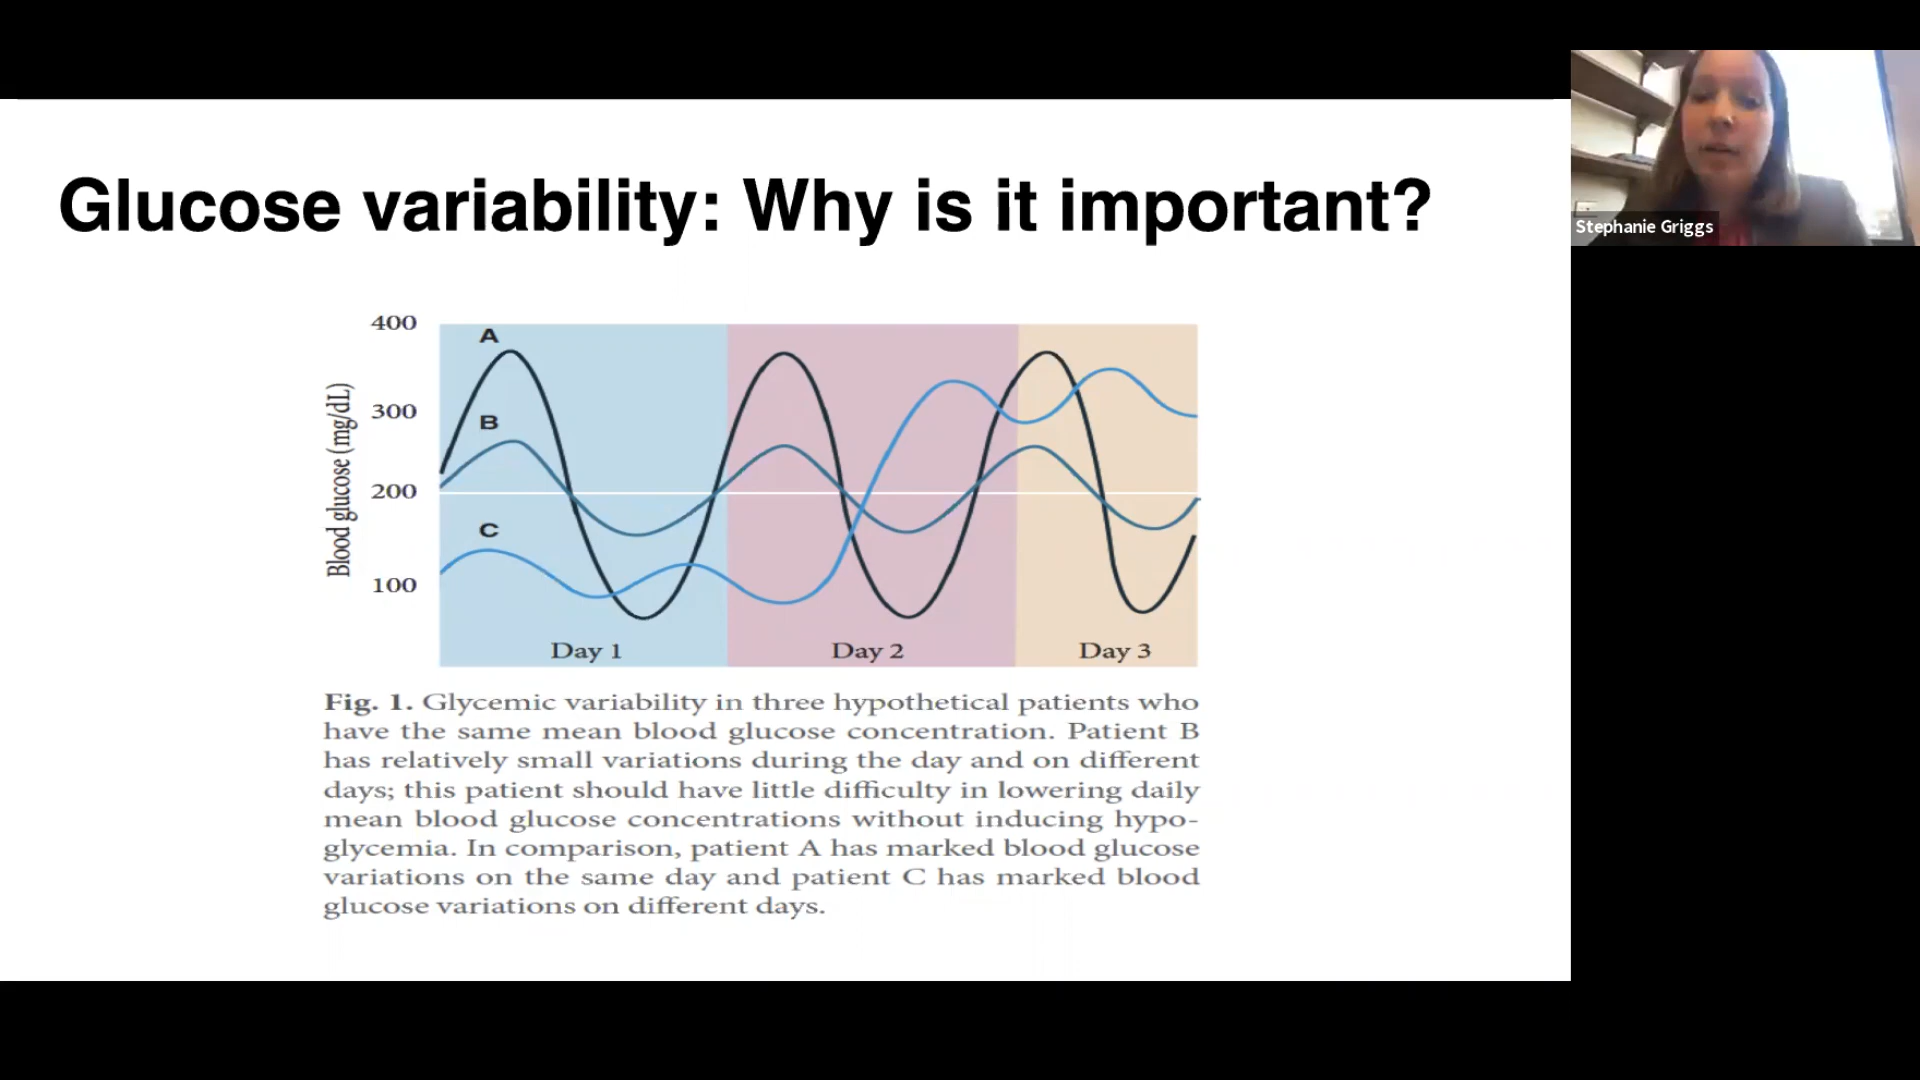 Glucose variability: Why is it important?
Stephanie Griggs
400
300
200
100
Blood glucose (mg/dL)
A
B
C
Day 1
Day 2
Day 3
Fig. 1. Glycemic variability in three hypothetical patients who
have the same mean blood glucose concentration. Patient B
has relatively small variations during the day and on different
days; this patient should have little difficulty in lowering daily
mean blood glucose concentrations without inducing hypo-
glycemia. In comparison, patient A has marked blood glucose
variations on the same day and patient C has marked blood
glucose variations on different days.